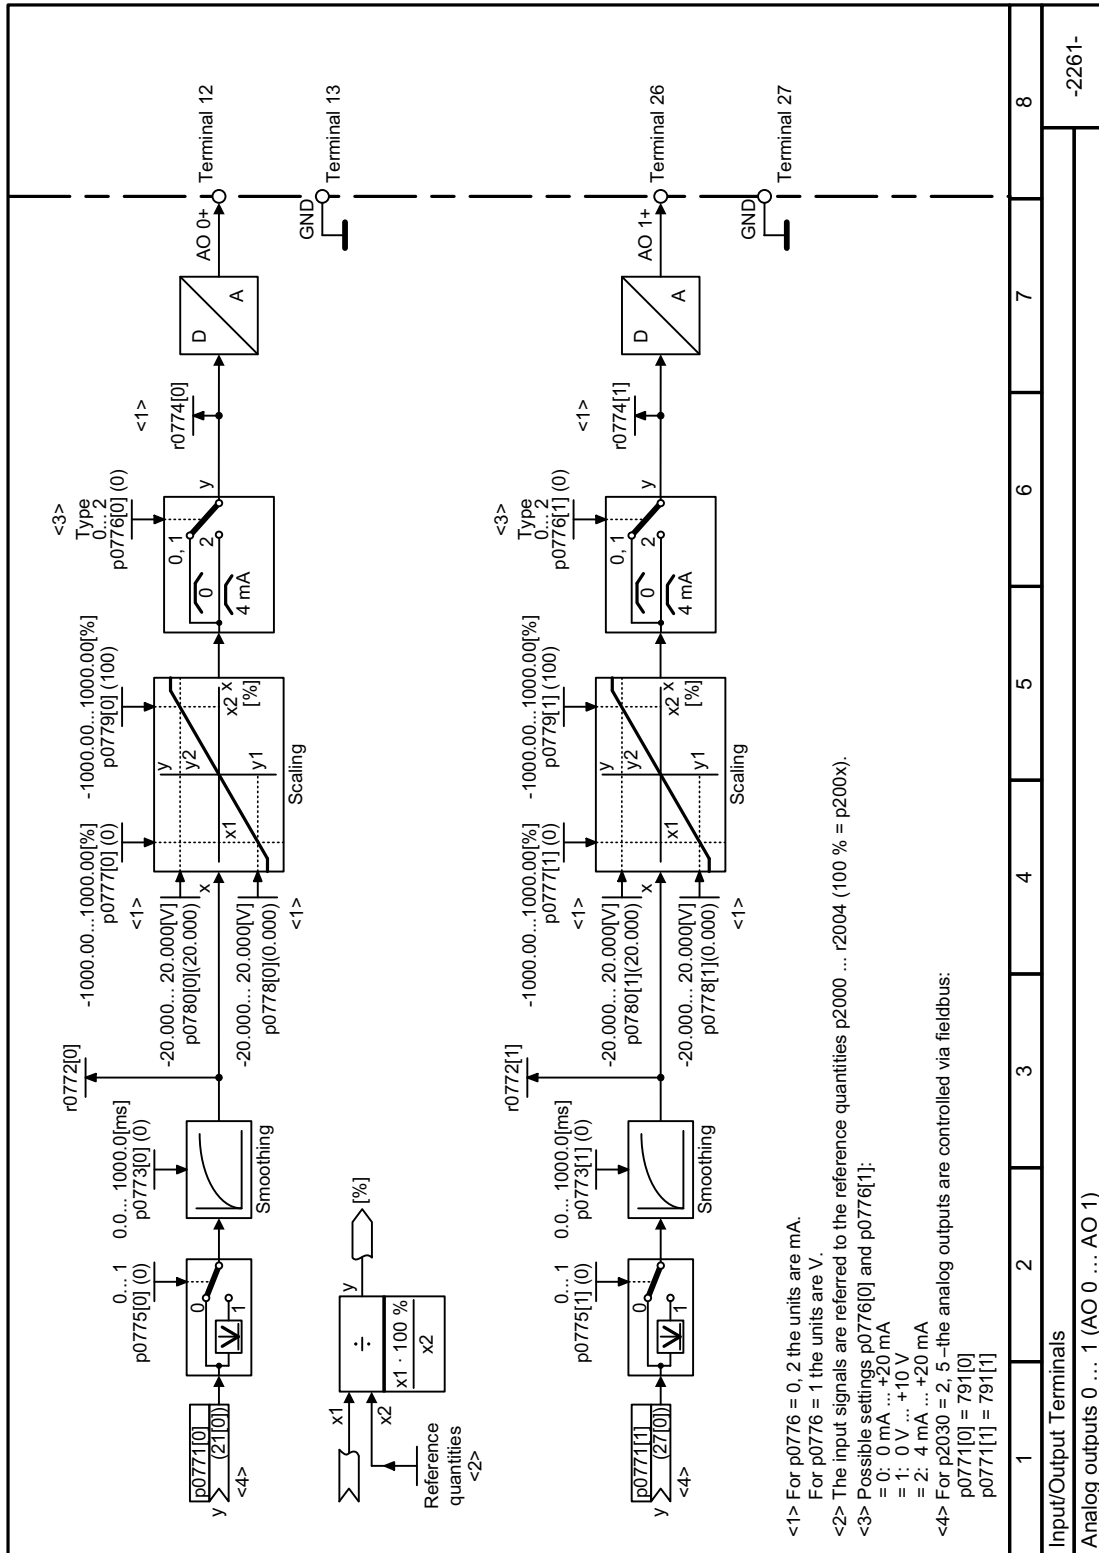 p0771[0]
(21[0])
y
<4>
0... 1
p0775[0] (0)
0
1
0.0... 1000.0[ms]
p0773[0] (0)
Smoothing
r0772[0]
-1000.00...1000.00[%]
p0777[0] (0)
<1>
-20.000... 20.000[V]
p0780[0](20.000)
x
-20.000... 20.000[V]
p0778[0](0.000)
<1>
-1000.00...1000.00[%]
p0779[0] (100)
y
y2
x1
x2
x
[%]
y1
Scaling
<3>
Type
0...2
p0776[0] (0)
0, 1
2
0
4 mA
y
<1>
r0774[0]
D
A
AO 0+
Terminal 12
GND
Terminal 13
x1
x2
Reference
quantities
<2>
÷
x1 · 100 %
x2
y
[%]
p0771[1]
(27[0])
y
<4>
0... 1
p0775[1] (0)
0
1
0.0... 1000.0[ms]
p0773[1] (0)
Smoothing
r0772[1]
-1000.00...1000.00[%]
p0777[1] (0)
<1>
-20.000... 20.000[V]
p0780[1](20.000)
x
-20.000... 20.000[V]
p0778[1](0.000)
<1>
-1000.00...1000.00[%]
p0779[1] (100)
y
y2
x1
x2
x
[%]
y1
Scaling
<3>
Type
0...2
p0776[1] (0)
0, 1
2
0
4 mA
y
<1>
r0774[1]
D
A
AO 1+
Terminal 26
GND
Terminal 27
<1> For p0776 = 0, 2 the units are mA.
For p0776 = 1 the units are V.
<2> The input signals are referred to the reference quantities p2000 ... r2004 (100 % = p200x).
<3> Possible settings p0776[0] and p0776[1]:
= 0: 0 mA ... +20 mA
= 1: 0 V ... +10 V
= 2: 4 mA ... +20 mA
<4> For p2030 = 2, 5 –the analog outputs are controlled via fieldbus:
p0771[0] = 791[0]
p0771[1] = 791[1]
1 2 3 4 5 6 7 8
Input/Output Terminals
-2261-
Analog outputs 0 ... 1 (AO 0 ... AO 1)